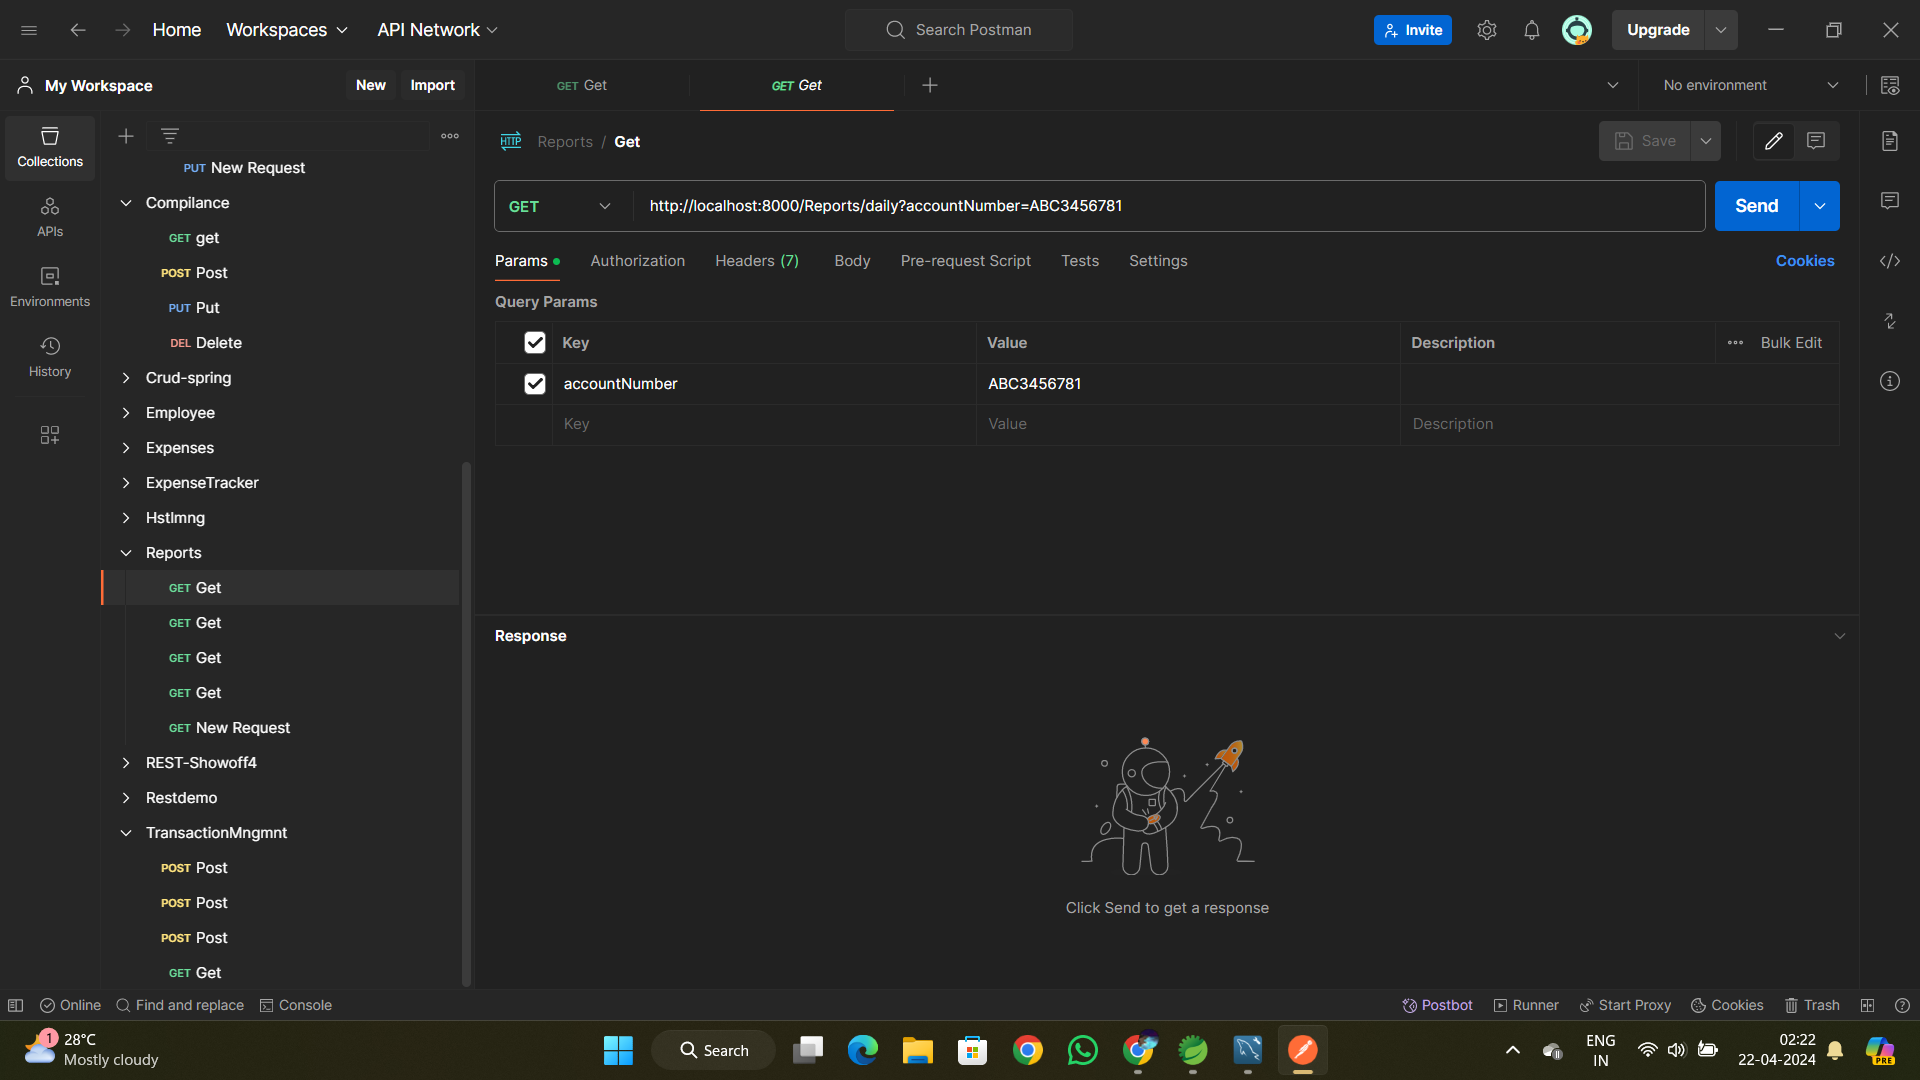 Home
Workspaces
API Network
Search Postman
Invite
Upgrade
My Workspace
New
Import
GET Get
GET Get
No environment
Collections
APIs
Environments
History
PUT New Request
Compilance
GET get
POST Post
PUT Put
DEL Delete
Crud-spring
Employee
Expenses
ExpenseTracker
Hstlmng
Reports
GET Get
GET Get
GET Get
GET Get
GET New Request
REST-Showoff4
Restdemo
TransactionMngmnt
POST Post
POST Post
POST Post
GET Get
HTTP Reports / Get
Save
GET
http://localhost:8000/Reports/daily?accountNumber=ABC3456781
Send
Params Authorization Headers (7) Body Pre-request Script Tests Settings
Cookies
Query Params
Key Value Description Bulk Edit
accountNumber ABC3456781
Key Value Description
Response
Click Send to get a response
Online Find and replace Console
Postbot Runner Start Proxy Cookies Trash
1
28°C
Mostly cloudy
Search
ENG
IN
02:22
22-04-2024
PRE